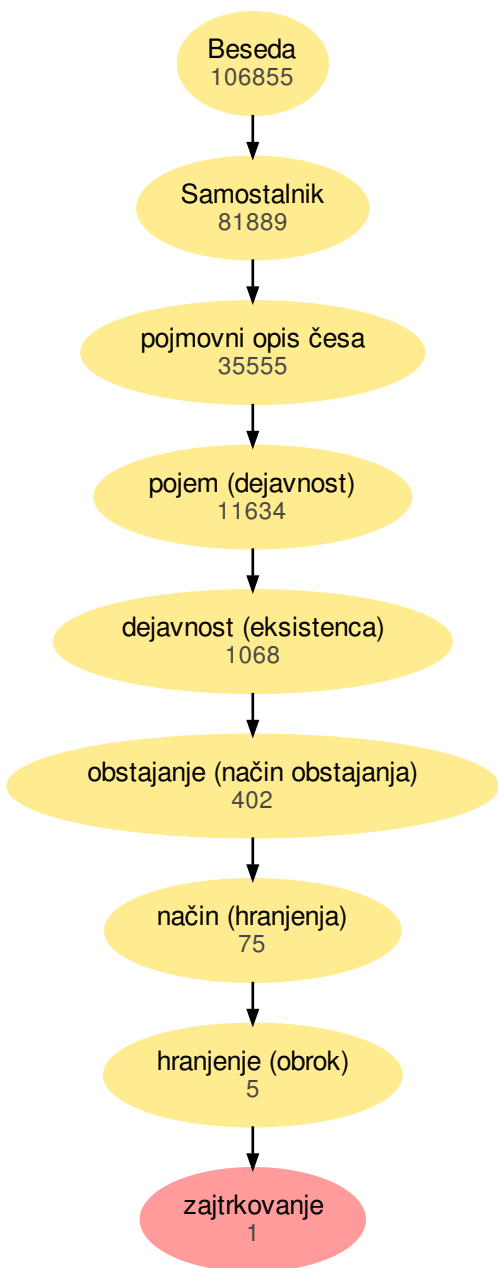 Beseda
106855
Samostalnik
81889
pojmovni opis česa
35555
pojem (dejavnost)
11634
dejavnost (eksistenca)
1068
obstajanje (način obstajanja)
402
način (hranjenja)
75
hranjenje (obrok)
5
zajtrkovanje
1